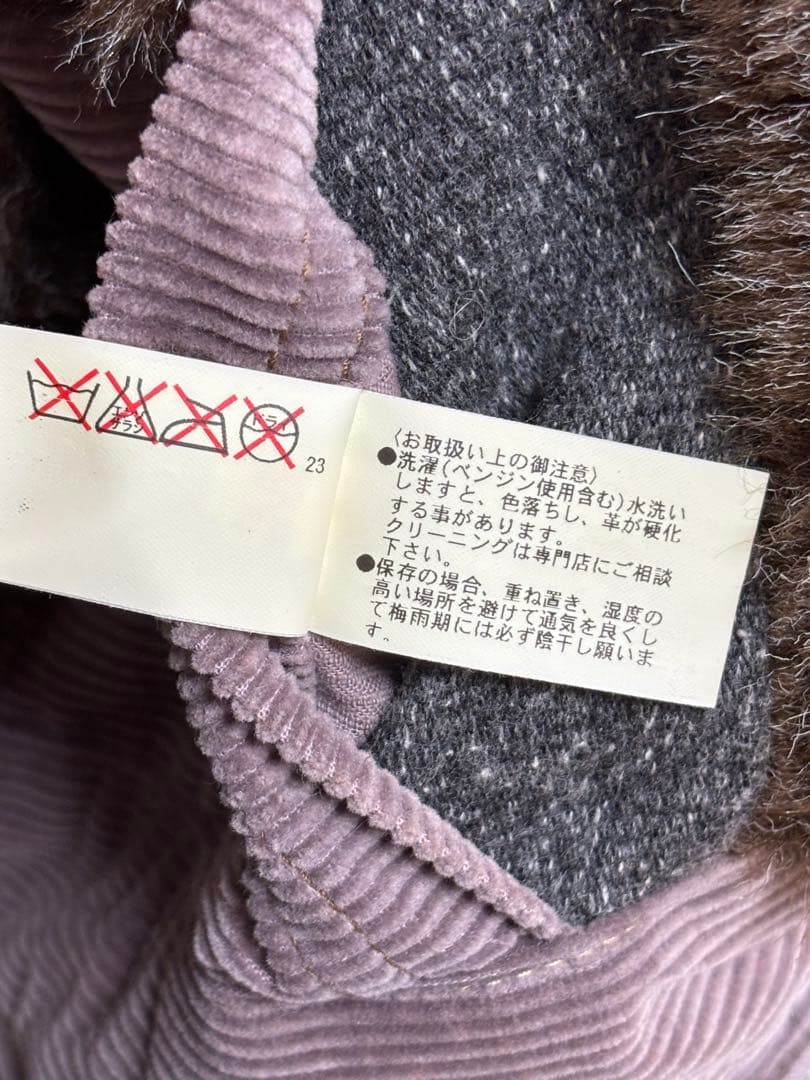 エンソ
サラシ
ドライ
23
〈お取扱い上の御注意〉
●洗濯(ベンジン使用含む)水洗い
しますと、色落ちし、革が硬化
する事があります。
クリーニングは専門店にご相談
下さい。
●保存の場合、重ね置き、湿度の
高い場所を避けて通気を良くし
て梅雨期には必ず陰干し願いま
す。